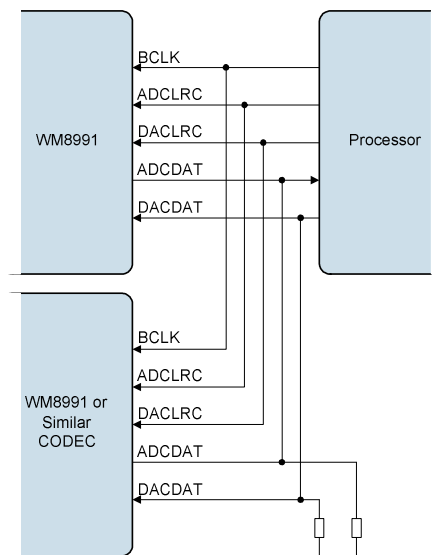 BCLK
ADCLRC
DACLRC
ADCDAT
DACDAT
WM8991
Processor
BCLK
ADCLRC
DACLRC
ADCDAT
DACDAT
WM8991 or
Similar
CODEC